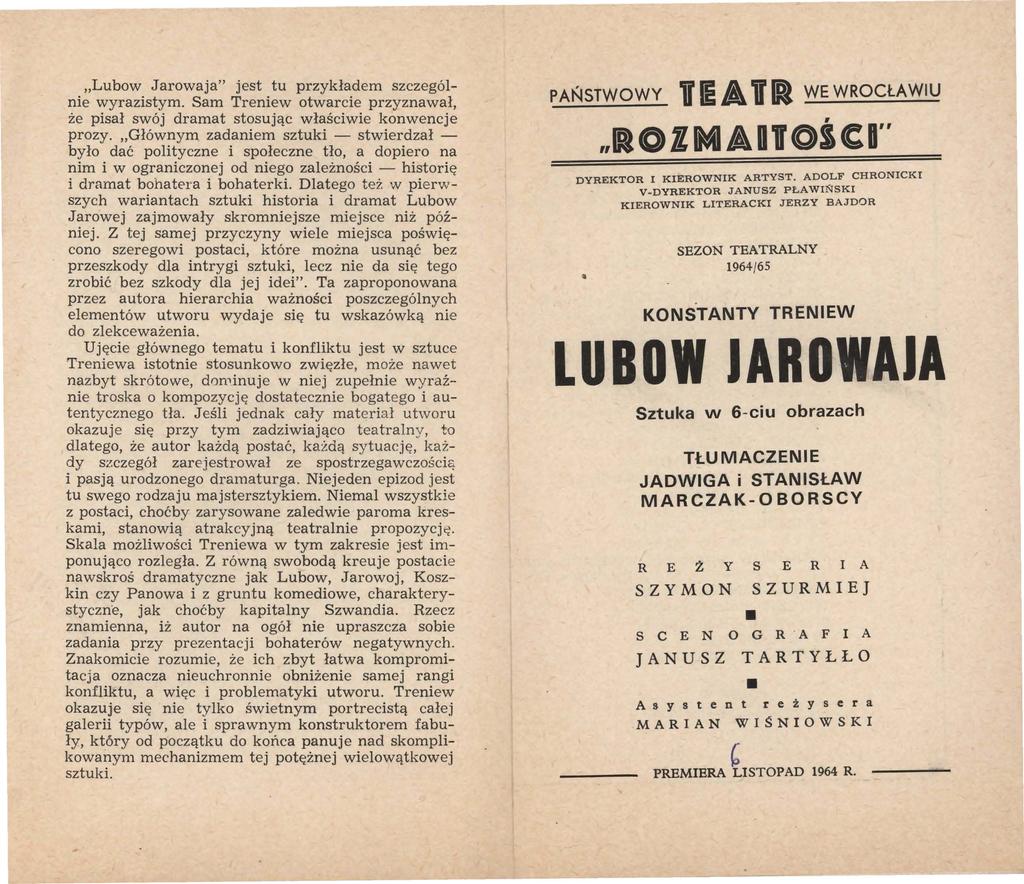 „Lubow Jarowaja” jest tu przykładem szczegól-
nie wyrazistym. Sam Treniew otwarcie przyznawał,
że pisał swój dramat stosując właściwie konwencje
prozy. „Głównym zadaniem sztuki — stwierdzał —
było dać polityczne i społeczne tło, a dopiero na
nim i w ograniczonej od niego zależności — historię
i dramat bohatera i bohaterki. Dlatego też w pierw-
szych wariantach sztuki historia i dramat Lubow
Jarowej zajmowały skromniejsze miejsce niż póź-
niej. Z tej samej przyczyny wiele miejsca poświę-
cono szeregowi postaci, które można usunąć bez
przeszkody dla intrygi sztuki, lecz nie da się tego
zrobić bez szkody dla jej idei”. Ta zaproponowana
przez autora hierarchia ważności poszczególnych
elementów utworu wydaje się tu wskazówką nie
do zlekceważenia.
Ujęcie głównego tematu i konfliktu jest w sztuce
Treniewa istotnie stosunkowo zwięzłe, może nawet
nazbyt skrótowe, dominuje w niej zupełnie wyraź-
nie troska o kompozycję dostatecznie bogatego i au-
tentycznego tła. Jeśli jednak cały materiał utworu
okazuje się przy tym zadziwiająco teatralny, to
dlatego, że autor każdą postać, każdą sytuację, każ-
dy szczegół zarejestrował ze spostrzegawczością
i pasją urodzonego dramaturga. Niejeden epizod jest
tu swego rodzaju majstersztykiem. Niemal wszystkie
z postaci, choćby zarysowane zaledwie paroma kres-
kami, stanowią atrakcyjną teatralnie propozycję.
Skala możliwości Treniewa w tym zakresie jest im-
ponująco rozległa. Z równą swobodą kreuje postacie
nawskroś dramatyczne jak Lubow, Jarowoj, Kosz-
kin czy Panowa i z gruntu komediowe, charaktery-
styczne, jak choćby kapitalny Szwandia. Rzecz
znamienna, iż autor na ogół nie upraszcza sobie
zadania przy prezentacji bohaterów negatywnych.
Znakomicie rozumie, że ich zbyt łatwa kompromi-
tacja oznacza nieuchronnie obniżenie samej rangi
konfliktu, a więc i problematyki utworu. Treniew
okazuje się nie tylko świetnym portrecistą całej
galerii typów, ale i sprawnym konstruktorem fabu-
ły, który od początku do końca panuje nad skompli-
kowanym mechanizmem tej potężnej wielowątkowej
sztuki.
PAŃSTWOWY TEATR WE WROCŁAWIU
„ROZMAITOŚCI”
DYREKTOR I KIEROWNIK ARTYST. ADOLF CHRONICKI
V-DYREKTOR JANUSZ PŁAWIŃSKI
KIEROWNIK LITERACKI JERZY BAJDOR
SEZON TEATRALNY
1964/65
KONSTANTY TRENIEW
LUBOW JAROWAJA
Sztuka w 6-ciu obrazach
TŁUMACZENIE
JADWIGA i STANISŁAW
MARCZAK-OBORSCY
REŻYSERIA
SZYMON SZURMIEJ
SCENOGRAFIA
JANUSZ TARTYŁŁO
Asystent reżysera
MARIAN WIŚNIOWSKI
6
PREMIERA LISTOPAD 1964 R.